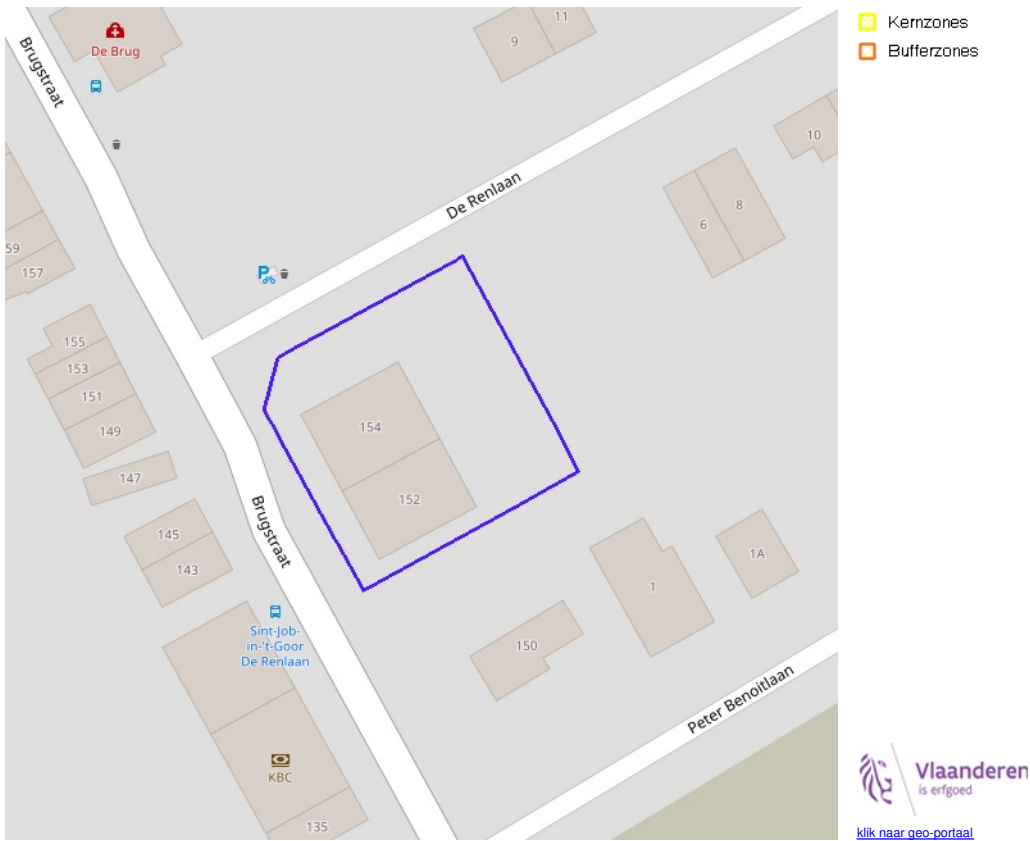 Kernzones
Bufferzones
Brugstraat
De Brug
9
11
10
De Renlaan
6
8
59
157
P
155
153
151
149
147
154
152
145
143
Brugstraat
Sint-Job-
in-'t-Goor
De Renlaan
1
1A
150
Peter Benoitlaan
KBC
135
Vlaanderen
is erfgoed
klik naar geo-portaal